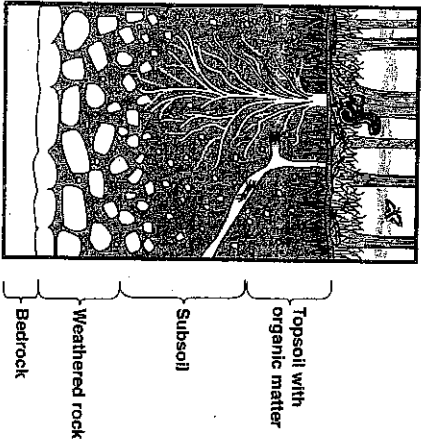 Topsoil with
organic matter
Subsoil
Weathered rock
Bedrock